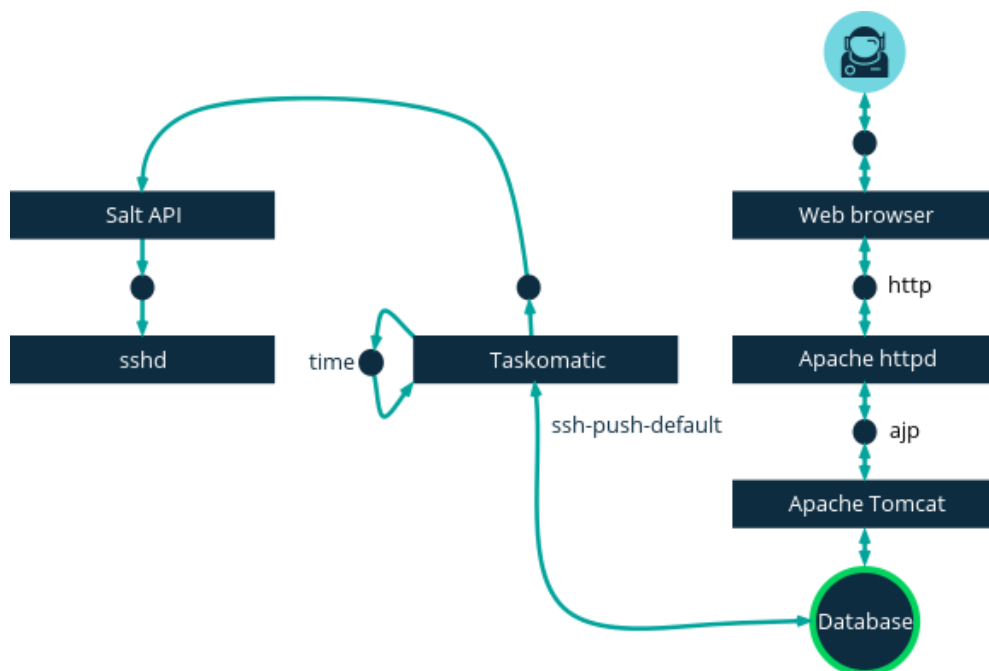 Salt API
Web browser
http
sshd
time
Taskomatic
Apache httpd
ssh-push-default
ajp
Apache Tomcat
Database